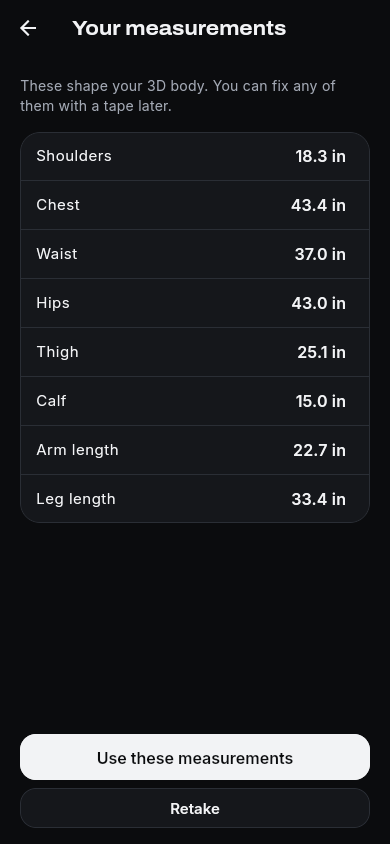 Your measurements
These shape your 3D body. You can fix any of
them with a tape later.
Shoulders 18.3 in
Chest 43.4 in
Waist 37.0 in
Hips 43.0 in
Thigh 25.1 in
Calf 15.0 in
Arm length 22.7 in
Leg length 33.4 in
Use these measurements
Retake